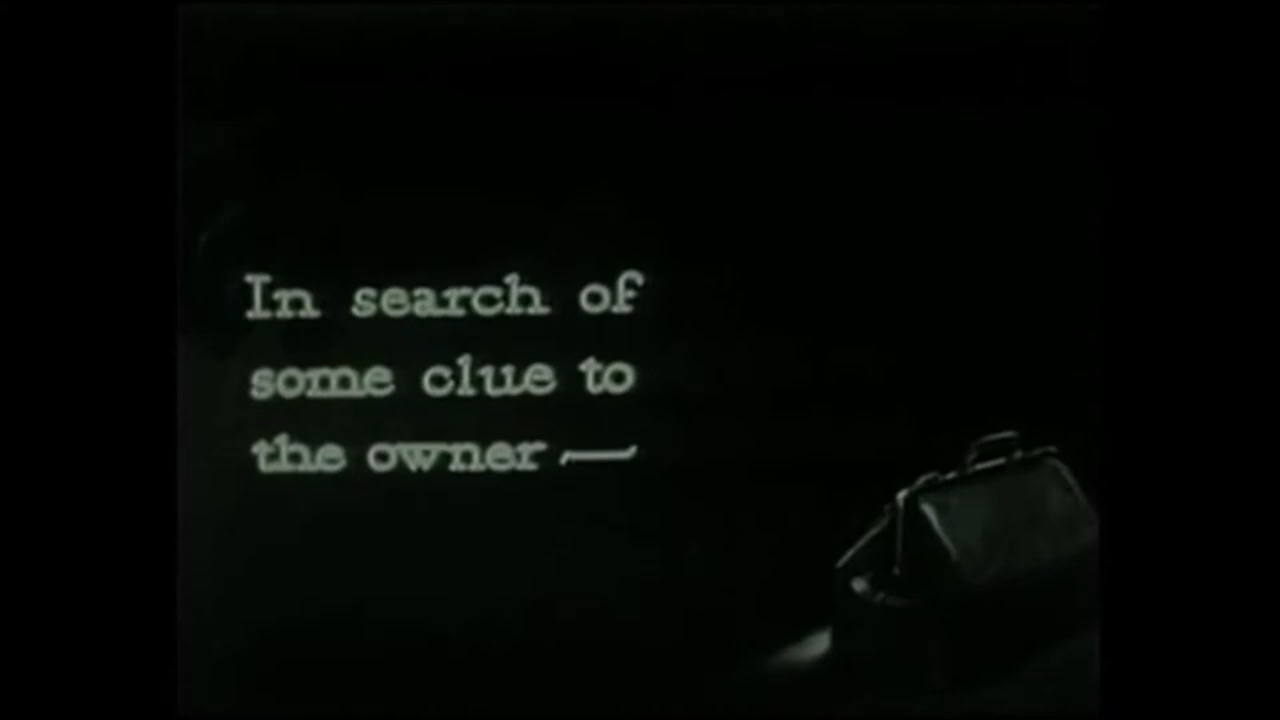 In search of
some clue to
the owner —